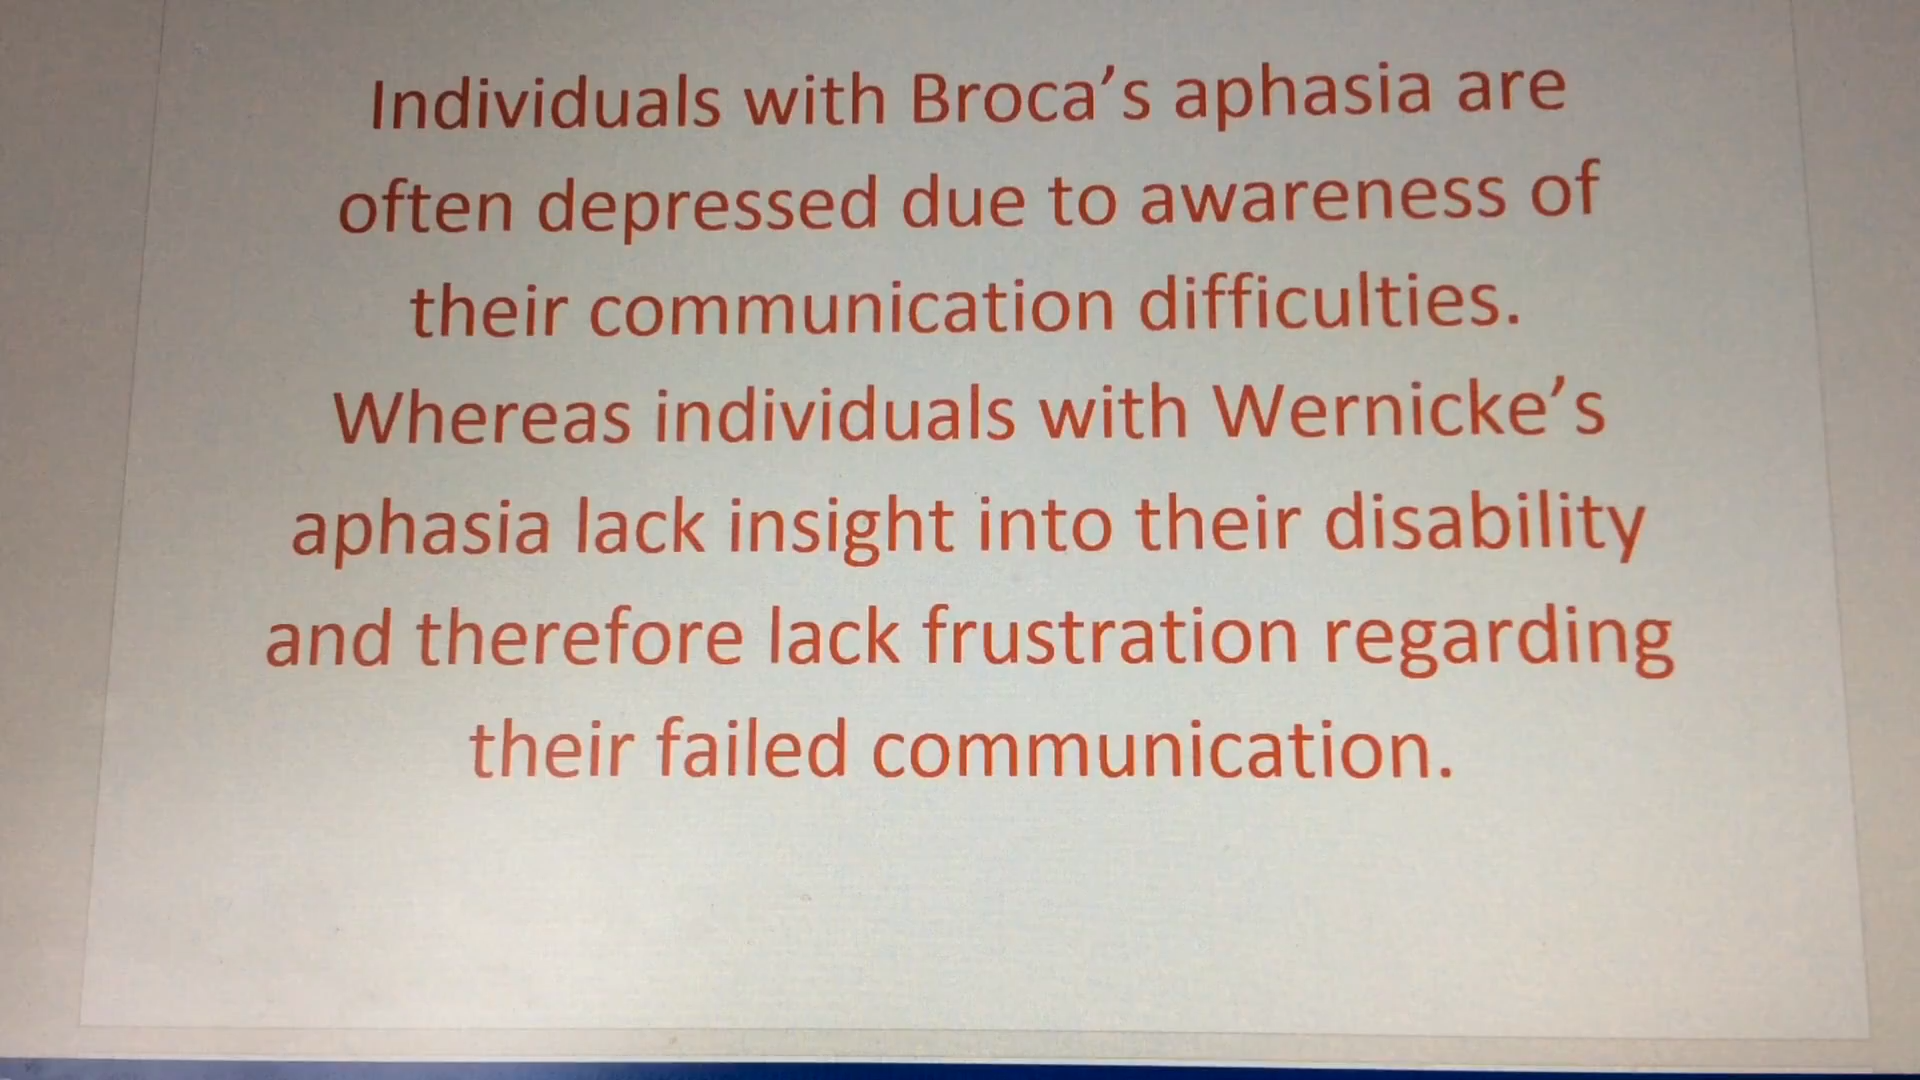 Individuals with Broca’s aphasia are
often depressed due to awareness of
their communication difficulties.
Whereas individuals with Wernicke’s
aphasia lack insight into their disability
and therefore lack frustration regarding
their failed communication.